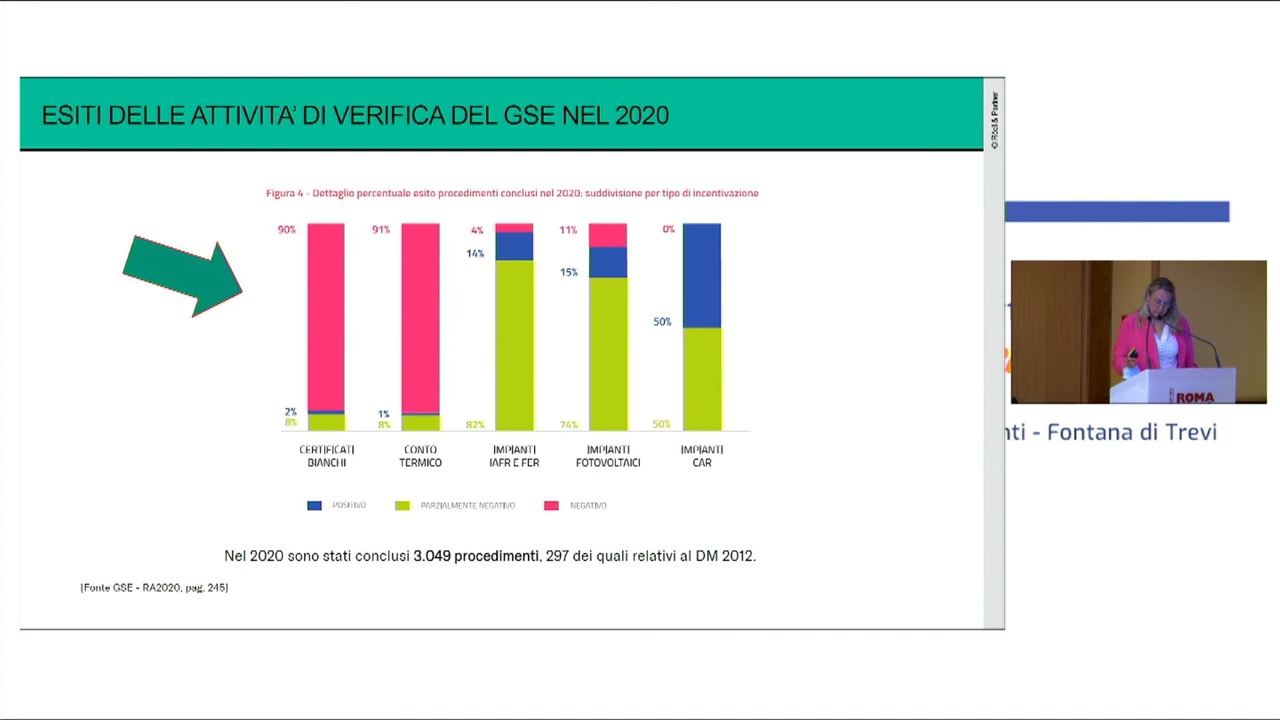 ESITI DELLE ATTIVITA' DI VERIFICA DEL GSE NEL 2020
© Rödl & Partner
Figura 4 - Dettaglio percentuale esito procedimenti conclusi nel 2020: suddivisione per tipo di incentivazione
90% 91% 4% 11% 0%
14%
15%
50%
2% 1%
8% 8% 82% 74% 50%
CERTIFICATI BIANCHI
CONTO TERMICO
IMPIANTI IAFR E FER
IMPIANTI FOTOVOLTAICI
IMPIANTI CAR
POSITIVO PARZIALMENTE NEGATIVO NEGATIVO
Nel 2020 sono stati conclusi 3.049 procedimenti, 297 dei quali relativi al DM 2012.
[Fonte GSE - RA2020, pag. 245]
ROMA
nti - Fontana di Trevi